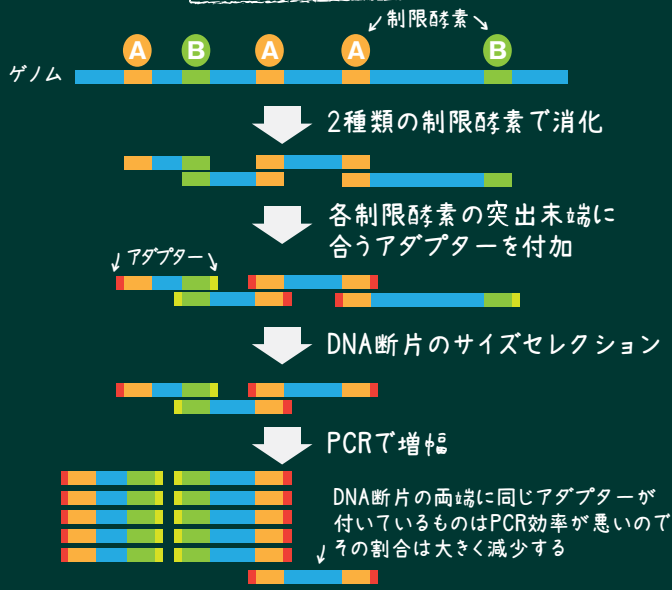 制限酵素
A B A A B
ゲノム
2種類の制限酵素で消化
各制限酵素の突出末端に
合うアダプターを付加
アダプター
DNA断片のサイズセレクション
PCRで増幅
DNA断片の両端に同じアダプターが
付いているものはPCR効率が悪いので
その割合は大きく減少する